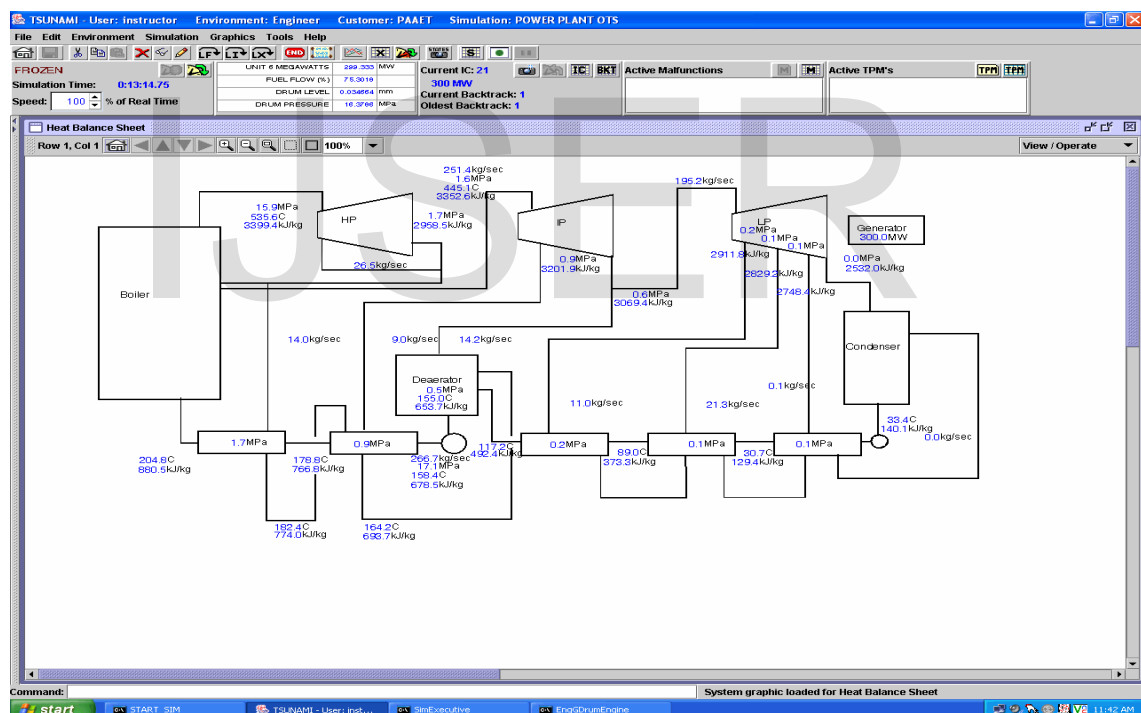 TSUNAMI - User: instructor Environment: Engineer Customer: PAAET Simulation: POWER PLANT OTS
File Edit Environment Simulation Graphics Tools Help
FROZEN
Simulation Time: 0:13:14.75
Speed: 100 % of Real Time
UNIT 6 MEGAWATTS 299.333 MW
FUEL FLOW (%) 75.3018
DRUM LEVEL 0.034664 mm
DRUM PRESSURE 16.3766 MPa
Current IC: 21
300 MW
Current Backtrack: 1
Oldest Backtrack: 1
IC BKT
Active Malfunctions
M M
Active TPM's
TPM TPM
Heat Balance Sheet
Row 1, Col 1 100% View / Operate
IJSER
251.4kg/sec
1.6MPa
445.1C
3352.6kJ/kg
195.2kg/sec
15.9MPa
535.6C
3399.4kJ/kg
HP
1.7MPa
2958.5kJ/kg
IP
LP
0.2MPa
0.1MPa
0.1MPa
Generator
300.0MW
26.5kg/sec
0.9MPa
3201.9kJ/kg
2911.8kJ/kg
2829.2kJ/kg
2748.4kJ/kg
0.0MPa
2532.0kJ/kg
Boiler
0.6MPa
3069.4kJ/kg
14.0kg/sec
9.0kg/sec
14.2kg/sec
Condenser
Deaerator
0.5MPa
155.0C
653.7kJ/kg
11.0kg/sec
21.3kg/sec
0.1kg/sec
33.4C
140.1kJ/kg
0.0kg/sec
1.7MPa
0.9MPa
0.2MPa
0.1MPa
0.1MPa
204.8C
880.5kJ/kg
178.8C
766.8kJ/kg
266.7kg/sec
17.1MPa
158.4C
678.5kJ/kg
117.2C
492.4kJ/kg
89.0C
373.3kJ/kg
30.7C
129.4kJ/kg
182.4C
774.0kJ/kg
164.2C
693.7kJ/kg
Command: System graphic loaded for Heat Balance Sheet
start START_SIM TSUNAMI - User: inst... SimExecutive EngGDrumEngine 11:42 AM